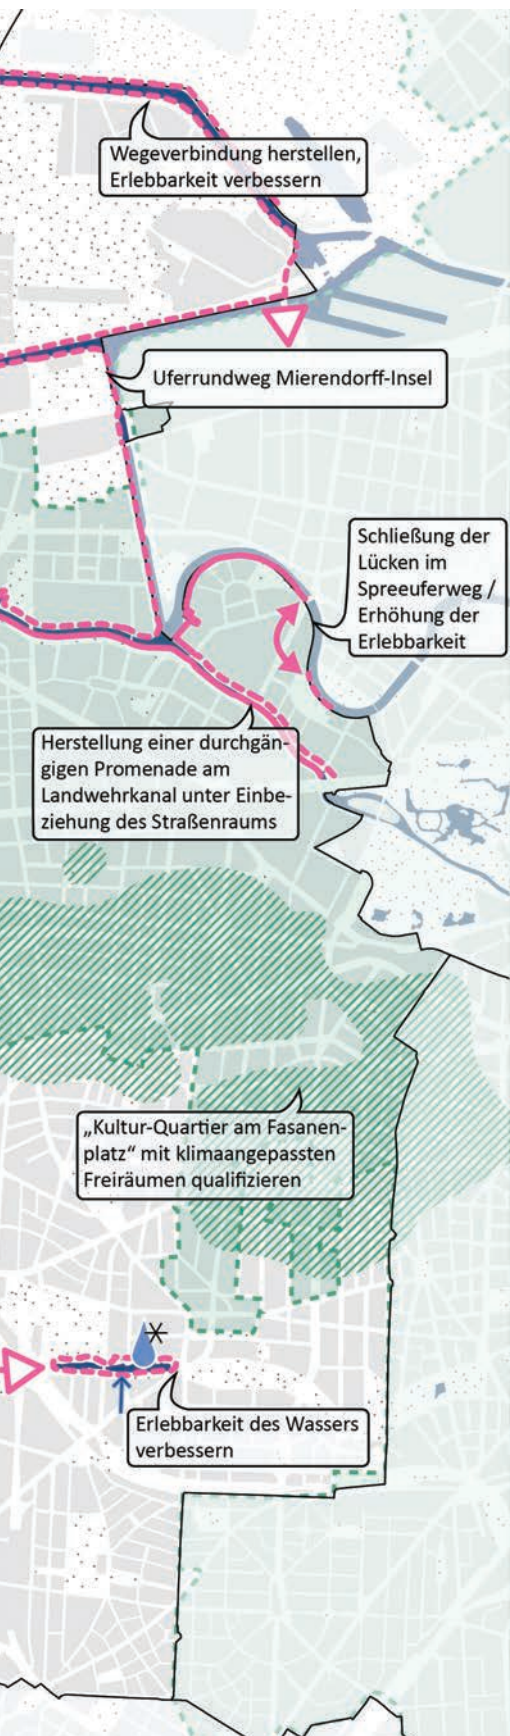 Wegeverbindung herstellen,
Erlebbarkeit verbessern
Uferrundweg Mierendorff-Insel
Schließung der
Lücken im
Spreeuferweg /
Erhöhung der
Erlebbarkeit
Herstellung einer durchgän-
gigen Promenade am
Landwehrkanal unter Einbe-
ziehung des Straßenraums
„Kultur-Quartier am Fasanen-
platz“ mit klimaangepassten
Freiräumen qualifizieren
Erlebbarkeit des Wassers
verbessern